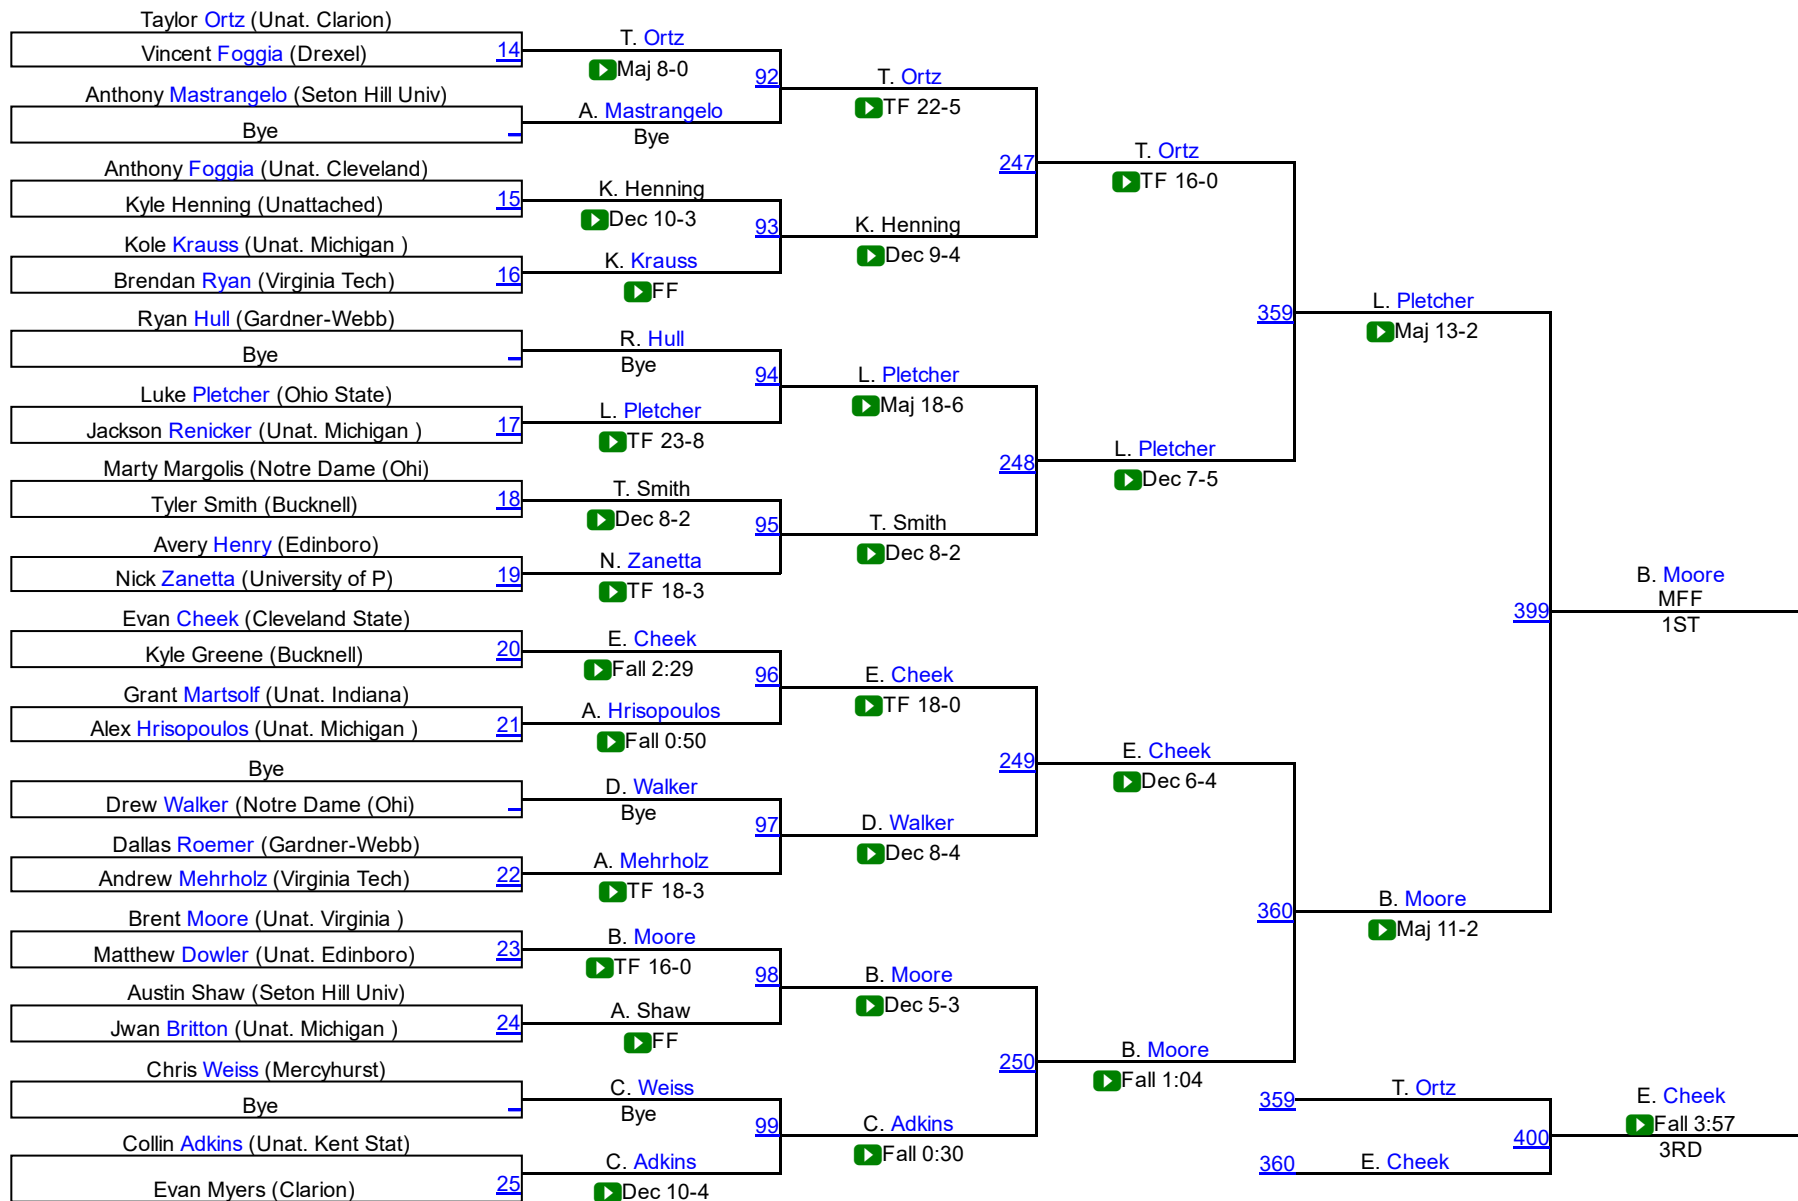 Taylor Ortz (Unat. Clarion)
Vincent Foggia (Drexel)
14
Anthony Mastrangelo (Seton Hill Univ)
Bye
Anthony Foggia (Unat. Cleveland)
Kyle Henning (Unattached)
15
Kole Krauss (Unat. Michigan )
Brendan Ryan (Virginia Tech)
16
Ryan Hull (Gardner-Webb)
Bye
Luke Pletcher (Ohio State)
Jackson Renicker (Unat. Michigan )
17
Marty Margolis (Notre Dame (Ohi)
Tyler Smith (Bucknell)
18
Avery Henry (Edinboro)
Nick Zanetta (University of P)
19
Evan Cheek (Cleveland State)
Kyle Greene (Bucknell)
20
Grant Martsolf (Unat. Indiana)
Alex Hrisopoulos (Unat. Michigan )
21
Bye
Drew Walker (Notre Dame (Ohi)
Dallas Roemer (Gardner-Webb)
Andrew Mehrholz (Virginia Tech)
22
Brent Moore (Unat. Virginia )
Matthew Dowler (Unat. Edinboro)
23
Austin Shaw (Seton Hill Univ)
Jwan Britton (Unat. Michigan )
24
Chris Weiss (Mercyhurst)
Bye
Collin Adkins (Unat. Kent Stat)
Evan Myers (Clarion)
25
T. Ortz
Maj 8-0
92
A. Mastrangelo
Bye
K. Henning
Dec 10-3
93
K. Krauss
FF
R. Hull
Bye
94
L. Pletcher
TF 23-8
T. Smith
Dec 8-2
95
N. Zanetta
TF 18-3
E. Cheek
Fall 2:29
96
A. Hrisopoulos
Fall 0:50
D. Walker
Bye
97
A. Mehrholz
TF 18-3
B. Moore
TF 16-0
98
A. Shaw
FF
C. Weiss
Bye
99
C. Adkins
Dec 10-4
T. Ortz
TF 22-5
247
K. Henning
Dec 9-4
L. Pletcher
Maj 18-6
248
T. Smith
Dec 8-2
E. Cheek
TF 18-0
249
D. Walker
Dec 8-4
B. Moore
Dec 5-3
250
C. Adkins
Fall 0:30
T. Ortz
TF 16-0
359
L. Pletcher
Dec 7-5
E. Cheek
Dec 6-4
360
B. Moore
Fall 1:04
L. Pletcher
Maj 13-2
399
B. Moore
Maj 11-2
B. Moore
MFF
1ST
359
T. Ortz
400
360
E. Cheek
E. Cheek
Fall 3:57
3RD